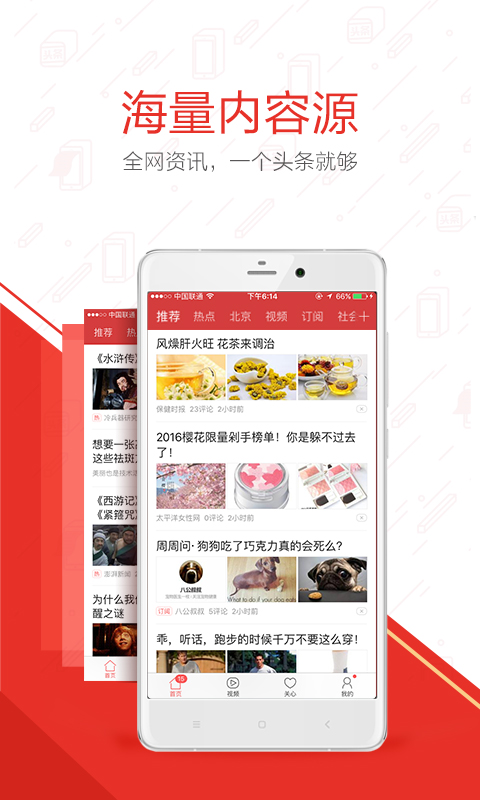 海量内容源
全网资讯，一个头条就够
中国联通
下午6:14
66%
推荐 热点 北京 视频 订阅 社会
风燥肝火旺 花茶来调治
保健时报 23评论 2小时前
2016樱花限量剁手榜单！你是躲不过去
了！
太平洋女性网 0评论 2小时前
周周问· 狗狗吃了巧克力真的会死么?
八公叔叔
What to do if your dog eats
订阅 八公叔叔 5评论 2小时前
乖，听话，跑步的时候千万不要这么穿！
15
首页 视频 关心 我的
中国联通
推荐 热
《水浒传》
热 冷兵器研究
想要一张
这些祛斑
美丽也是技术
《西游记》
《紧箍咒》
热 澎湃新闻
为什么我
醒之谜
首页